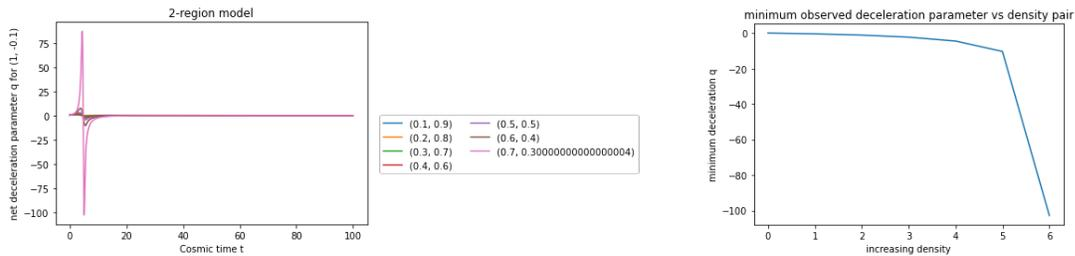 2-region model
net deceleration parameter q for (1, -0.1)
75
50
25
0
−25
−50
−75
−100
0 20 40 60 80 100
Cosmic time t
(0.1, 0.9)
(0.2, 0.8)
(0.3, 0.7)
(0.4, 0.6)
(0.5, 0.5)
(0.6, 0.4)
(0.7, 0.30000000000000004)
minimum observed deceleration parameter vs density pair
minimum deceleration q
0
−20
−40
−60
−80
−100
0 1 2 3 4 5 6
increasing density